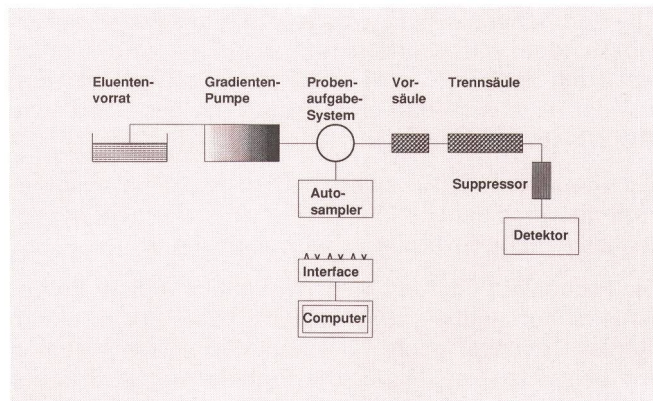 Eluenten-
vorrat
Gradienten-
Pumpe
Proben-
aufgabe-
System
Vor-
säule
Trennsäule
Suppressor
Auto-
sampler
Detektor
Interface
Computer